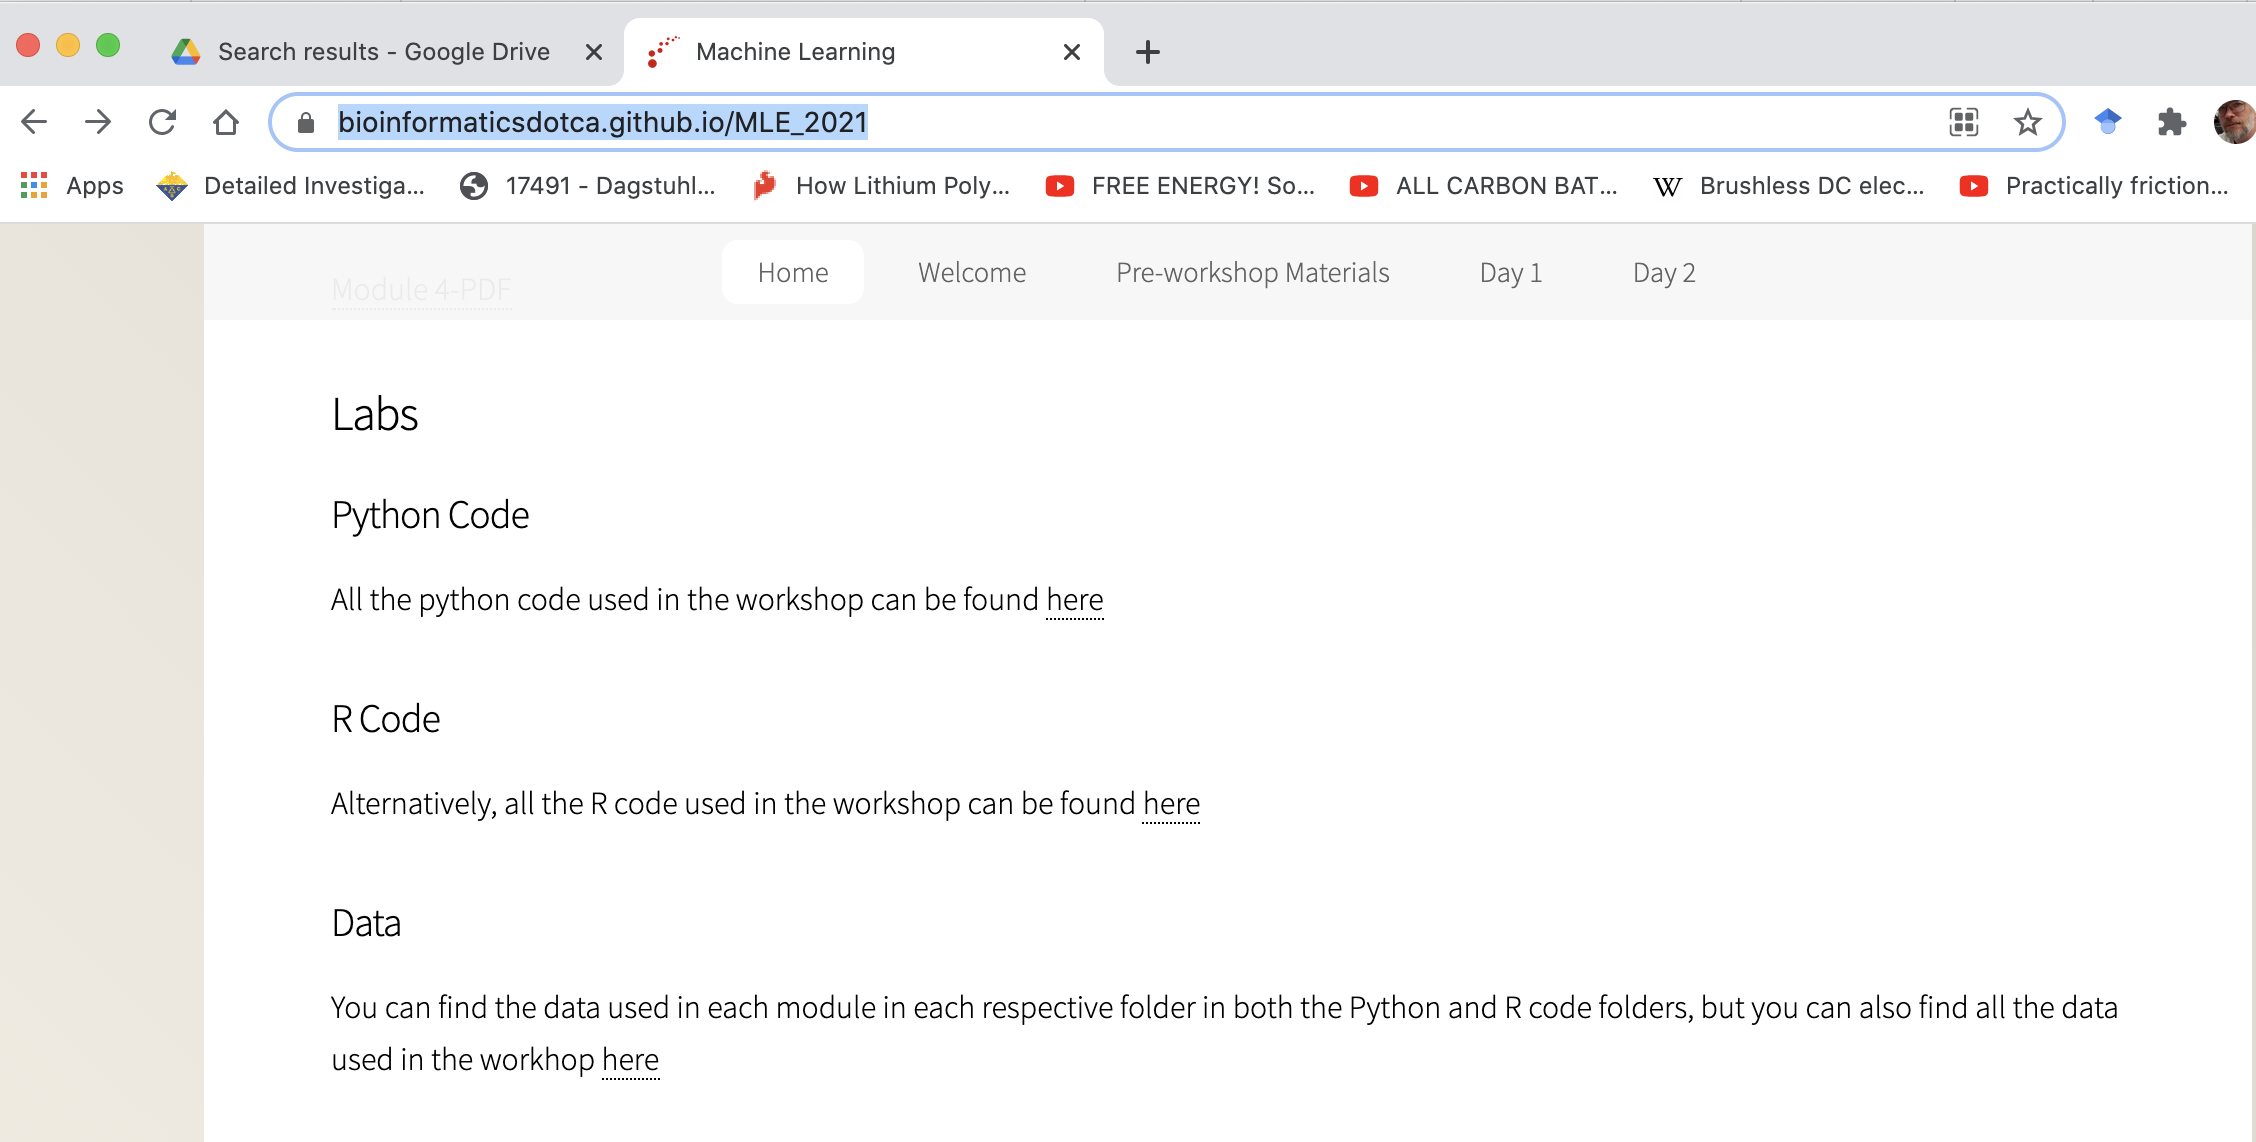 Search results - Google Drive
Machine Learning
bioinformaticsdotca.github.io/MLE_2021
Apps
Detailed Investiga...
17491 - Dagstuhl...
How Lithium Poly...
FREE ENERGY! So...
ALL CARBON BAT...
W
Brushless DC elec...
Practically friction...
Module 4-PDF
Home
Welcome
Pre-workshop Materials
Day 1
Day 2
Labs
Python Code
All the python code used in the workshop can be found here
R Code
Alternatively, all the R code used in the workshop can be found here
Data
You can find the data used in each module in each respective folder in both the Python and R code folders, but you can also find all the data
used in the workhop here